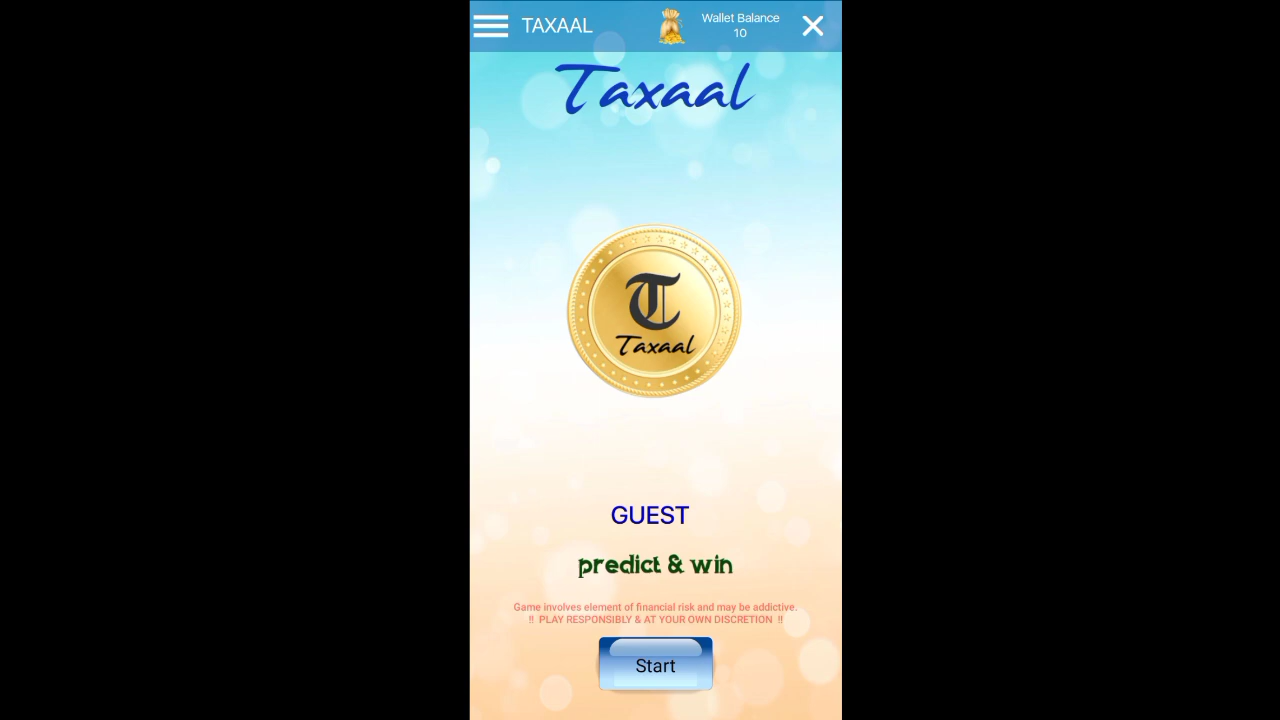 TAXAAL
Wallet Balance
10
Taxaal
T
Taxaal
GUEST
predict & win
Game involves element of financial risk and may be addictive.
!! PLAY RESPONSIBLY & AT YOUR OWN DISCRETION !!
Start